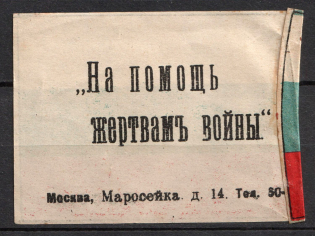 „На помощь
жертвамъ войны“
Москва, Маросейка д. 14. Тел. 50-